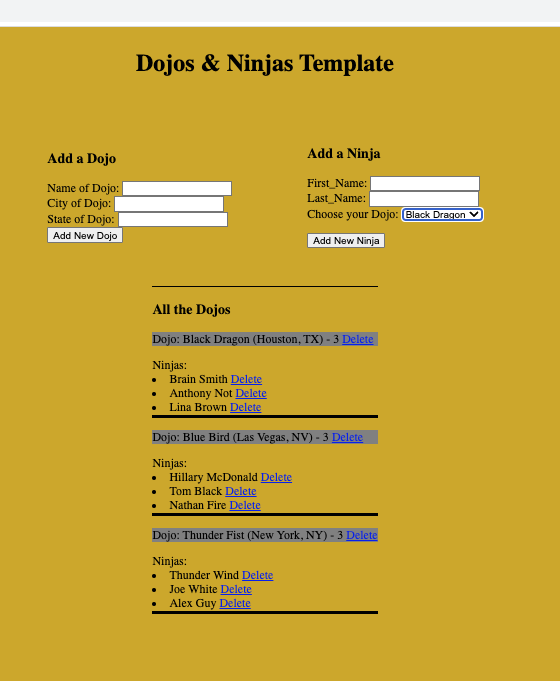 Dojos & Ninjas Template
Add a Dojo
Name of Dojo:
City of Dojo:
State of Dojo:
Add New Dojo
Add a Ninja
First_Name:
Last_Name:
Choose your Dojo: Black Dragon
Add New Ninja
All the Dojos
Dojo: Black Dragon (Houston, TX) - 3 Delete
Ninjas:
Brain Smith Delete
Anthony Not Delete
Lina Brown Delete
Dojo: Blue Bird (Las Vegas, NV) - 3 Delete
Ninjas:
Hillary McDonald Delete
Tom Black Delete
Nathan Fire Delete
Dojo: Thunder Fist (New York, NY) - 3 Delete
Ninjas:
Thunder Wind Delete
Joe White Delete
Alex Guy Delete